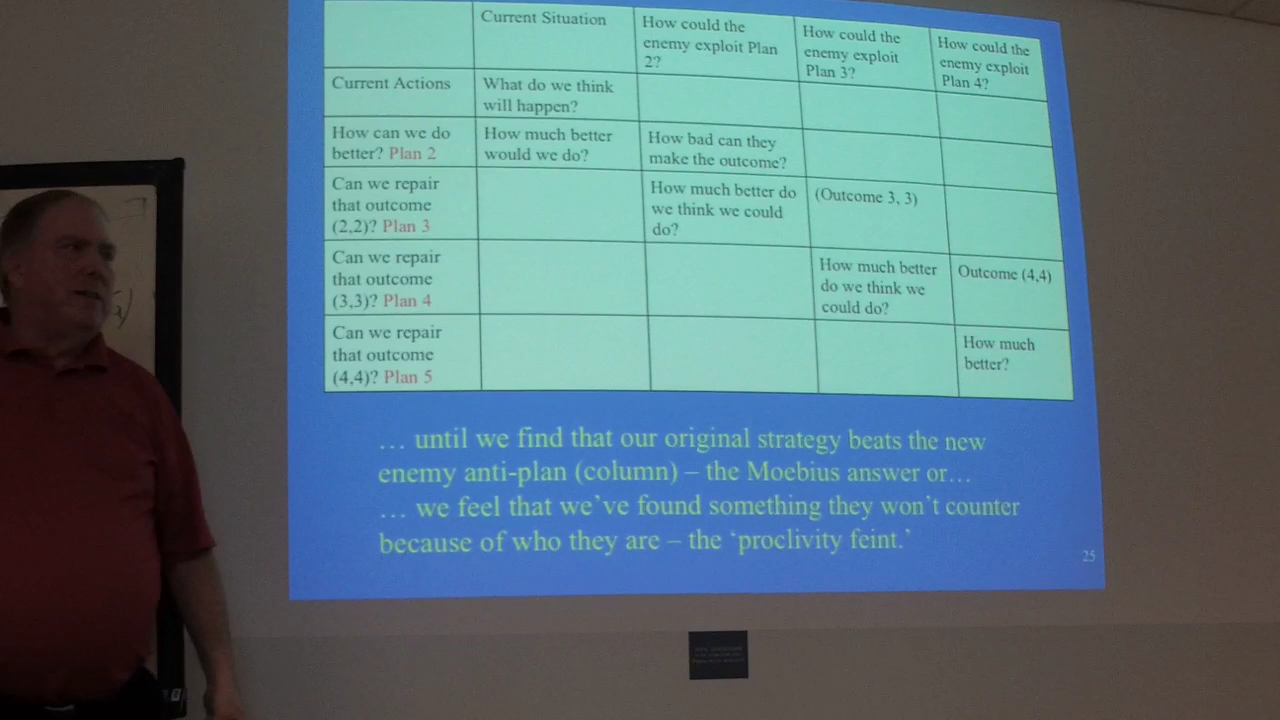 Current Situation
How could the
enemy exploit Plan
2?
How could the
enemy exploit
Plan 3?
How could the
enemy exploit
Plan 4?
Current Actions
What do we think
will happen?
How can we do
better? Plan 2
How much better
would we do?
How bad can they
make the outcome?
Can we repair
that outcome
(2,2)? Plan 3
How much better do
we think we could
do?
(Outcome 3, 3)
Can we repair
that outcome
(3,3)? Plan 4
How much better
do we think we
could do?
Outcome (4,4)
Can we repair
that outcome
(4,4)? Plan 5
How much
better?
… until we find that our original strategy beats the new
enemy anti-plan (column) – the Moebius answer or…
… we feel that we’ve found something they won’t counter
because of who they are – the ‘proclivity feint.’
25